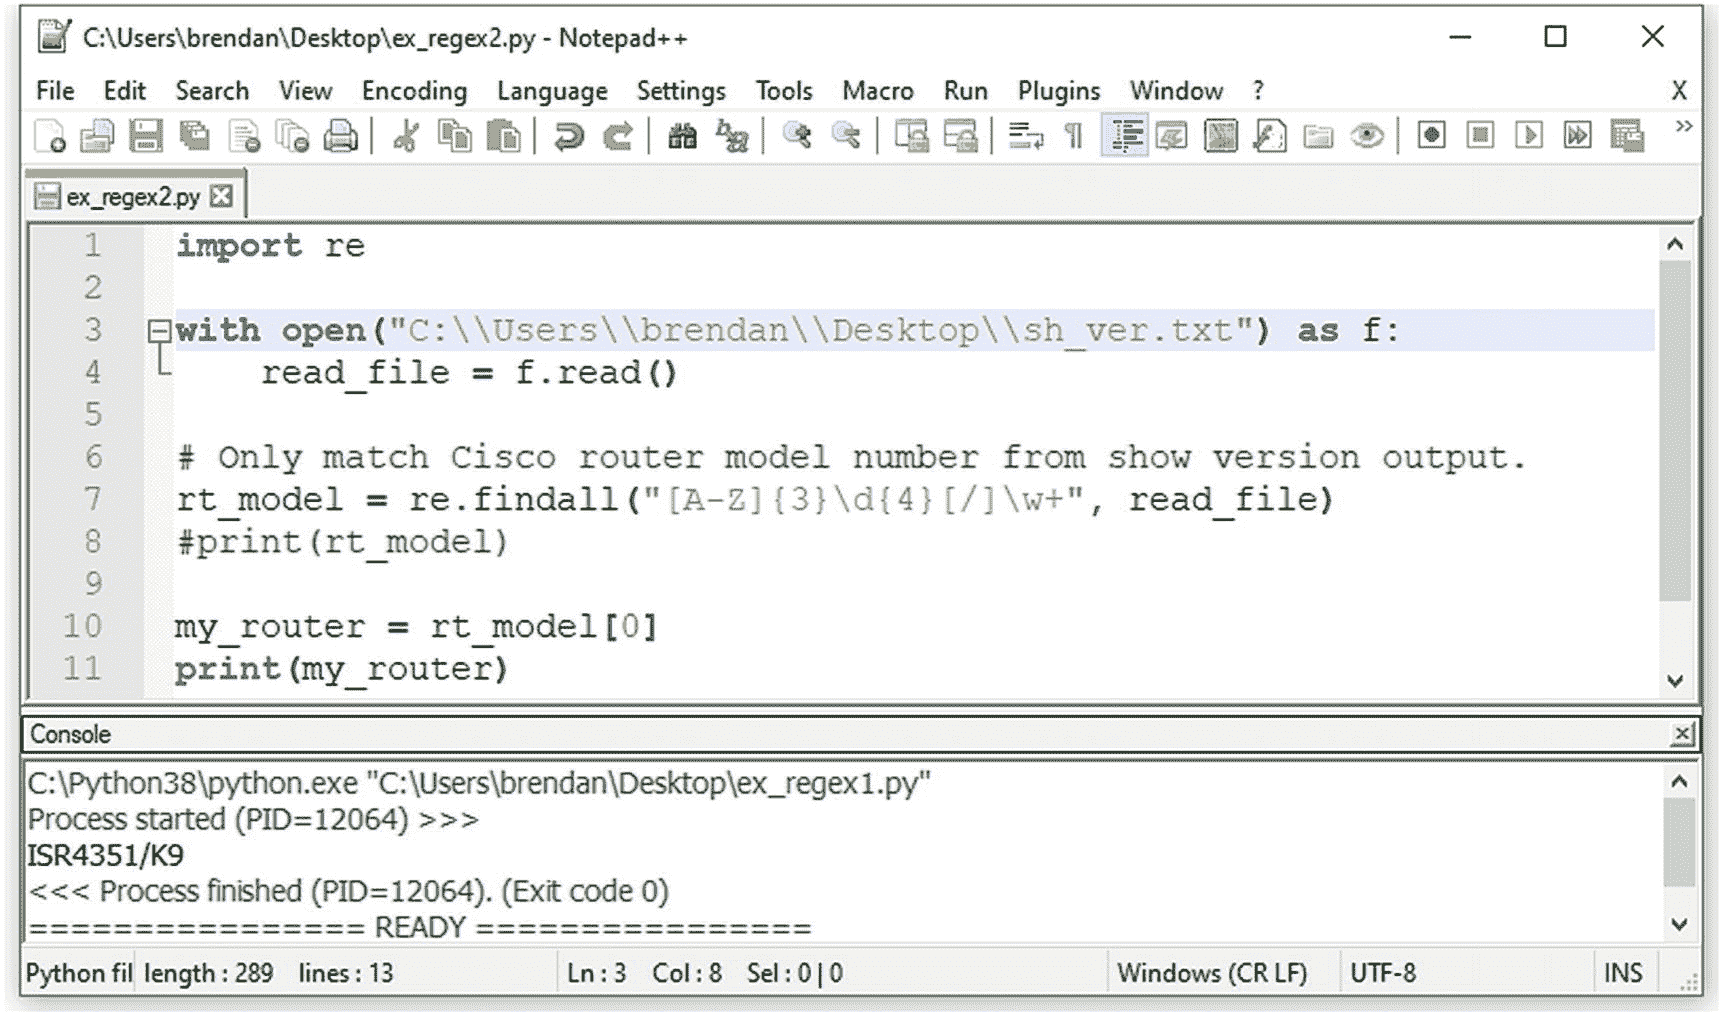 C:\Users\brendan\Desktop\ex_regex2.py - Notepad++
File Edit Search View Encoding Language Settings Tools Macro Run Plugins Window ? X
ex_regex2.py
1 import re
2
3 with open("C:\\Users\\brendan\\Desktop\\sh_ver.txt") as f:
4     read_file = f.read()
5
6 # Only match Cisco router model number from show version output.
7 rt_model = re.findall("[A-Z]{3}\d{4}[/]\w+", read_file)
8 #print(rt_model)
9
10 my_router = rt_model[0]
11 print(my_router)
Console
C:\Python38\python.exe "C:\Users\brendan\Desktop\ex_regex1.py"
Process started (PID=12064) >>>
ISR4351/K9
<<< Process finished (PID=12064). (Exit code 0)
================ READY ================
Python fil length : 289 lines : 13 Ln : 3 Col : 8 Sel : 0 | 0 Windows (CR LF) UTF-8 INS